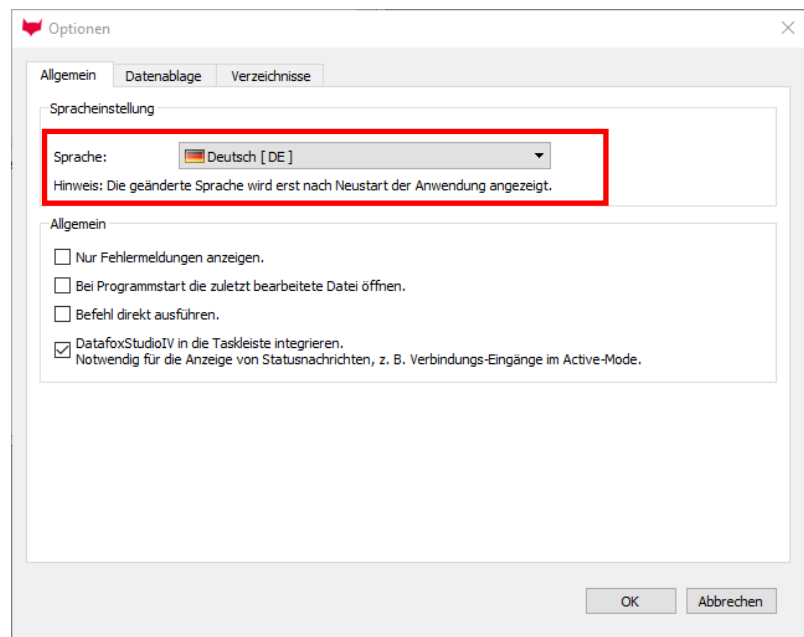 Optionen
Allgemein Datenablage Verzeichnisse
Spracheinstellung
Sprache: Deutsch [ DE ]
Hinweis: Die geänderte Sprache wird erst nach Neustart der Anwendung angezeigt.
Allgemein
Nur Fehlermeldungen anzeigen.
Bei Programmstart die zuletzt bearbeitete Datei öffnen.
Befehl direkt ausführen.
DatafoxStudioIV in die Taskleiste integrieren.
Notwendig für die Anzeige von Statusnachrichten, z. B. Verbindungs-Eingänge im Active-Mode.
OK Abbrechen